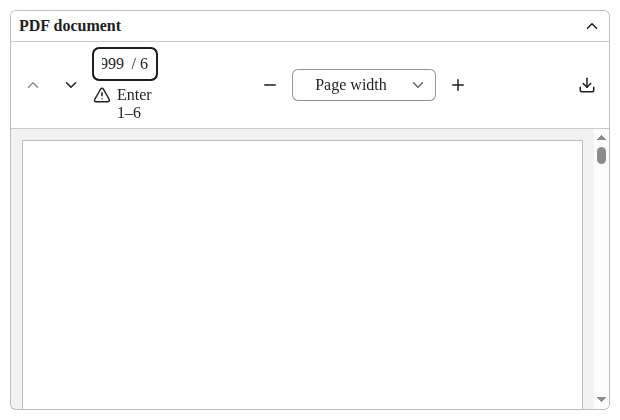 PDF document
999 / 6
Enter
1–6
Page width